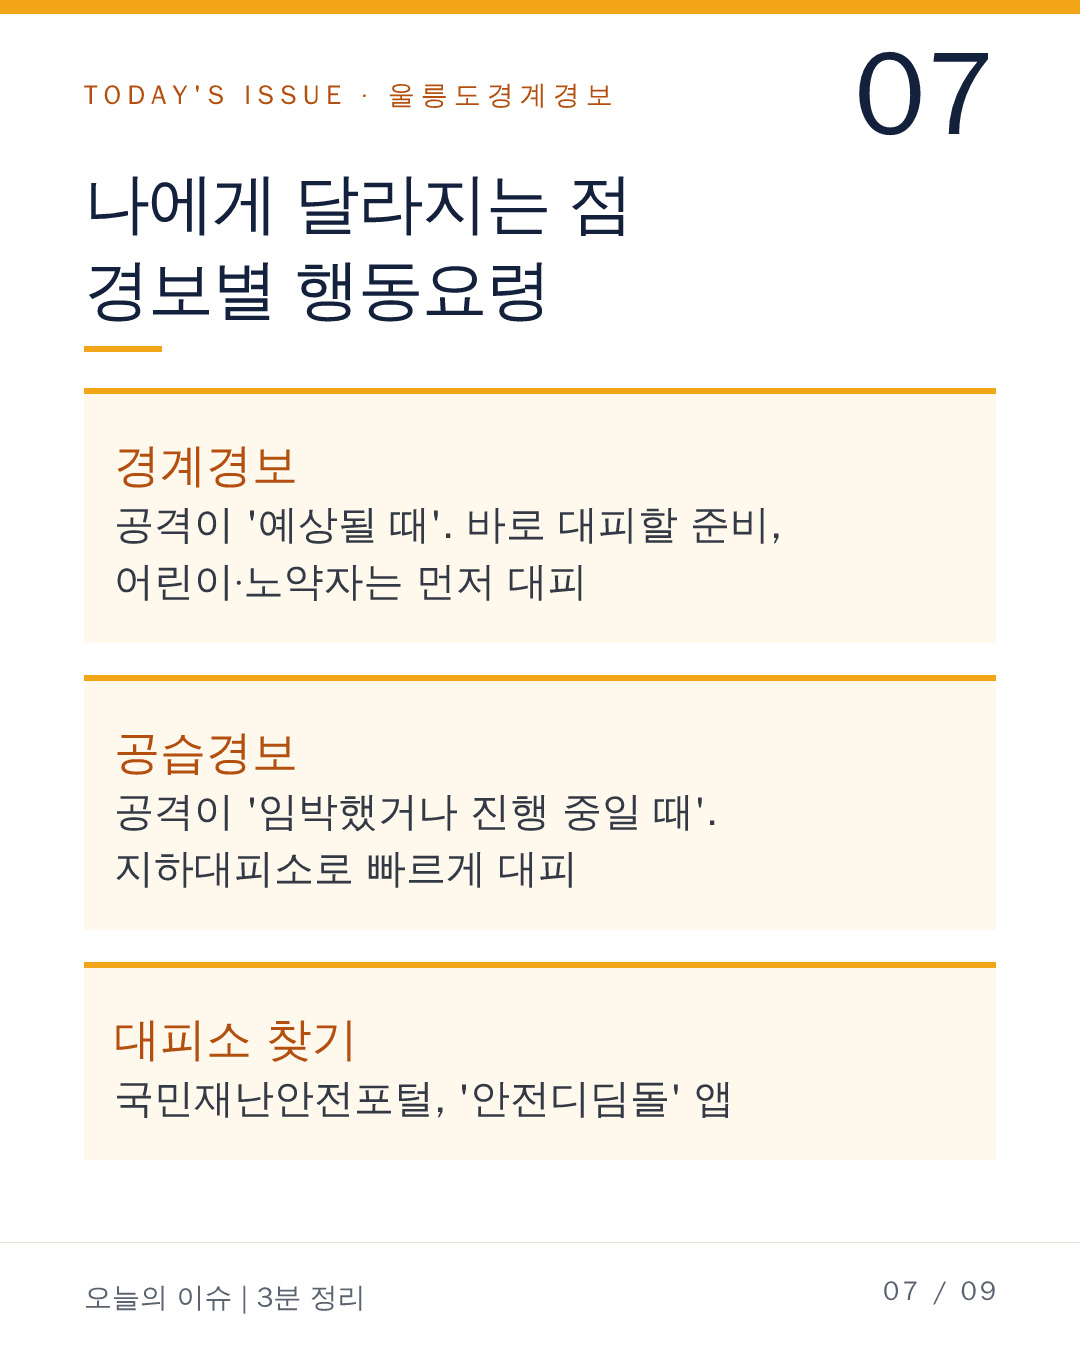 TODAY'S ISSUE · 울릉도경계경보
07
나에게 달라지는 점
경보별 행동요령
경계경보
공격이 '예상될 때'. 바로 대피할 준비,
어린이·노약자는 먼저 대피
공습경보
공격이 '임박했거나 진행 중일 때'.
지하대피소로 빠르게 대피
대피소 찾기
국민재난안전포털, '안전디딤돌' 앱
오늘의 이슈 | 3분 정리
07 / 09